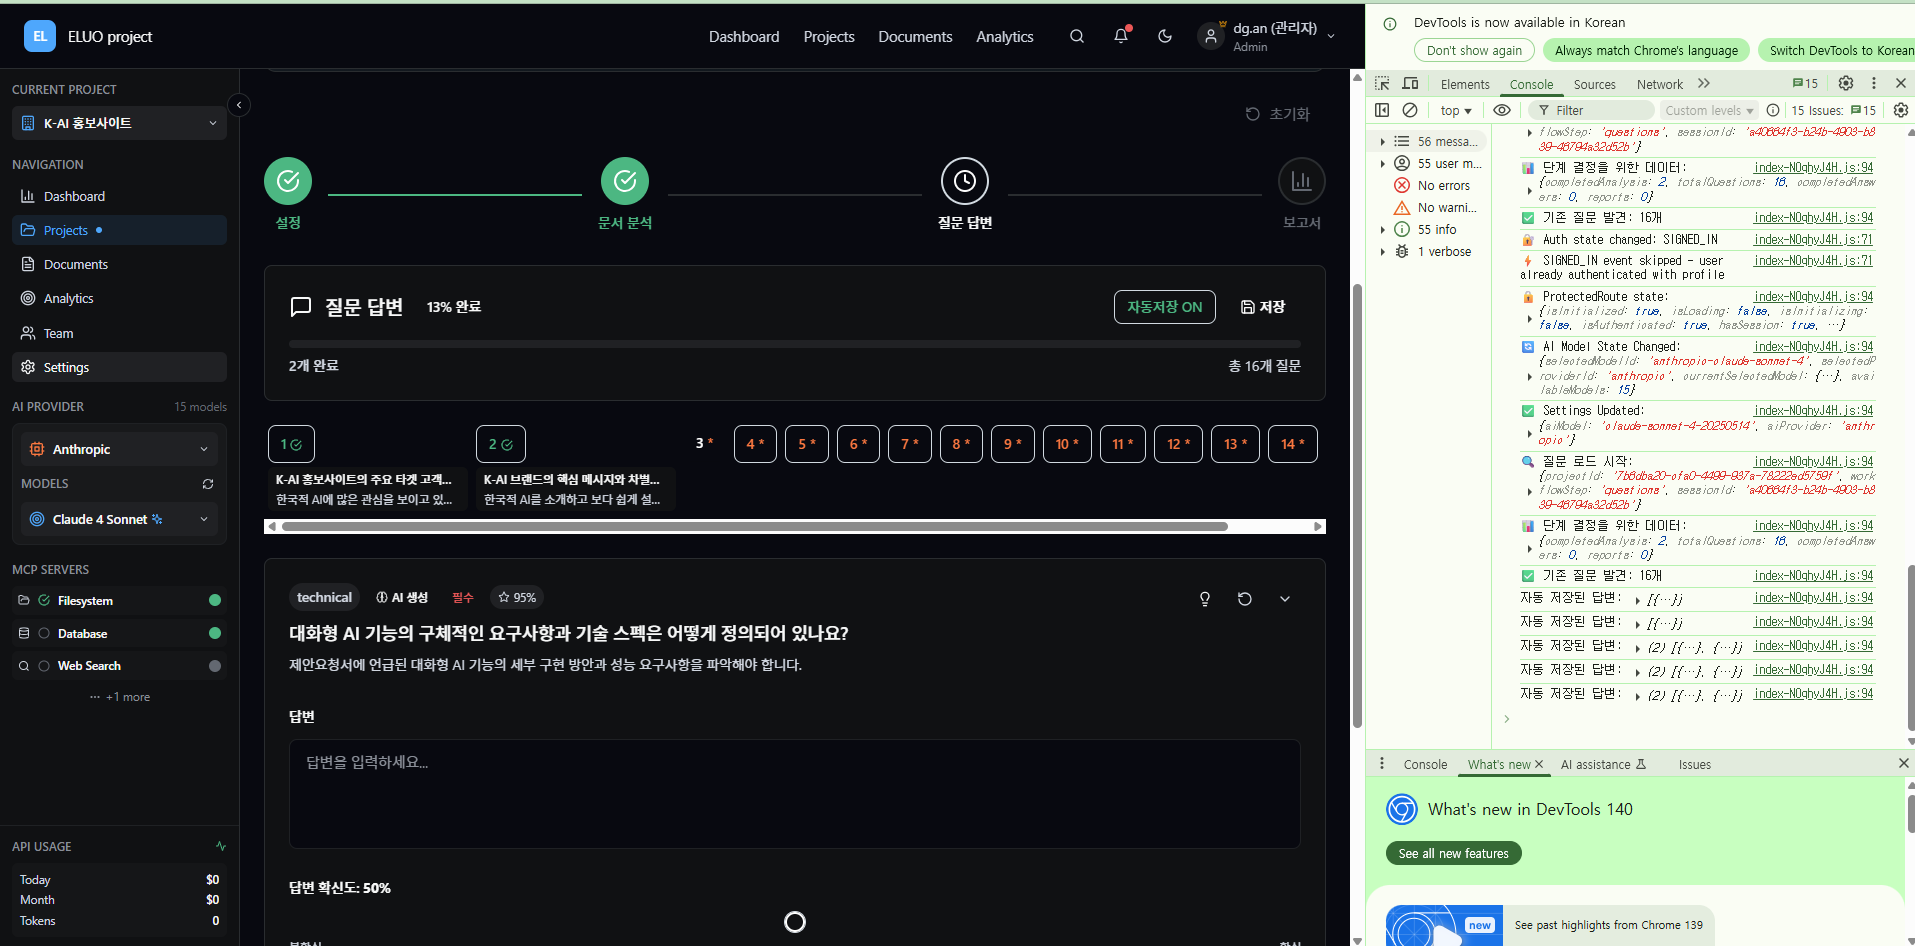 EL ELUO project
Dashboard Projects Documents Analytics
dg.an (관리자)
Admin
CURRENT PROJECT
K-AI 홍보사이트
NAVIGATION
Dashboard
Projects
Documents
Analytics
Team
Settings
AI PROVIDER 15 models
Anthropic
MODELS
Claude 4 Sonnet
MCP SERVERS
Filesystem
Database
Web Search
··· +1 more
API USAGE
Today $0
Month $0
Tokens 0
초기화
설정 문서 분석 질문 답변 보고서
질문 답변 13% 완료 자동저장 ON 저장
2개 완료 총 16개 질문
1 2 3 * 4 * 5 * 6 * 7 * 8 * 9 * 10 * 11 * 12 * 13 * 14 *
K-AI 홍보사이트의 주요 타겟 고객... K-AI 브랜드의 핵심 메시지와 차별...
한국적 AI에 많은 관심을 보이고 있... 한국적 AI를 소개하고 보다 쉽게 설...
technical AI 생성 필수 95%
대화형 AI 기능의 구체적인 요구사항과 기술 스펙은 어떻게 정의되어 있나요?
제안요청서에 언급된 대화형 AI 기능의 세부 구현 방안과 성능 요구사항을 파악해야 합니다.
답변
답변을 입력하세요...
답변 확신도: 50%
DevTools is now available in Korean
Don't show again Always match Chrome's language Switch DevTools to Korean
Elements Console Sources Network 15
top Filter Custom levels 15 Issues: 15
56 messa...
55 user m...
No errors
No warni...
55 info
1 verbose
flowStep: 'questions', sessionId: 'a40664f3-b24b-4903-b8
39-46794a32d52b'}
단계 결정을 위한 데이터: index-NOqhyJ4H.js:94
{completedAnalysis: 2, totalQuestions: 16, completedAnsw
ers: 0, reports: 0}
기존 질문 발견: 16개 index-NOqhyJ4H.js:94
Auth state changed: SIGNED_IN index-NOqhyJ4H.js:71
SIGNED_IN event skipped - user index-NOqhyJ4H.js:71
already authenticated with profile
ProtectedRoute state: index-NOqhyJ4H.js:94
{isInitialized: true, isLoading: false, isInitializing:
false, isAuthenticated: true, hasSession: true, …}
AI Model State Changed: index-NOqhyJ4H.js:94
{selectedModelId: 'anthropic-claude-sonnet-4', selectedP
roviderId: 'anthropic', currentSelectedModel: {…}, avai
lableModels: 15}
Settings Updated: index-NOqhyJ4H.js:94
{aiModel: 'claude-sonnet-4-20250514', aiProvider: 'anthr
opic'}
질문 로드 시작: index-NOqhyJ4H.js:94
{projectId: '7b6dba20-cfa0-4499-937a-78222ed5759f', work
flowStep: 'questions', sessionId: 'a40664f3-b24b-4903-b8
39-46794a32d52b'}
단계 결정을 위한 데이터: index-NOqhyJ4H.js:94
{completedAnalysis: 2, totalQuestions: 16, completedAnsw
ers: 0, reports: 0}
기존 질문 발견: 16개 index-NOqhyJ4H.js:94
자동 저장된 답변: [{…}] index-NOqhyJ4H.js:94
자동 저장된 답변: [{…}] index-NOqhyJ4H.js:94
자동 저장된 답변: (2) [{…}, {…}] index-NOqhyJ4H.js:94
자동 저장된 답변: (2) [{…}, {…}] index-NOqhyJ4H.js:94
자동 저장된 답변: (2) [{…}, {…}] index-NOqhyJ4H.js:94
Console What's new AI assistance Issues
What's new in DevTools 140
See all new features
new
See past highlights from Chrome 139